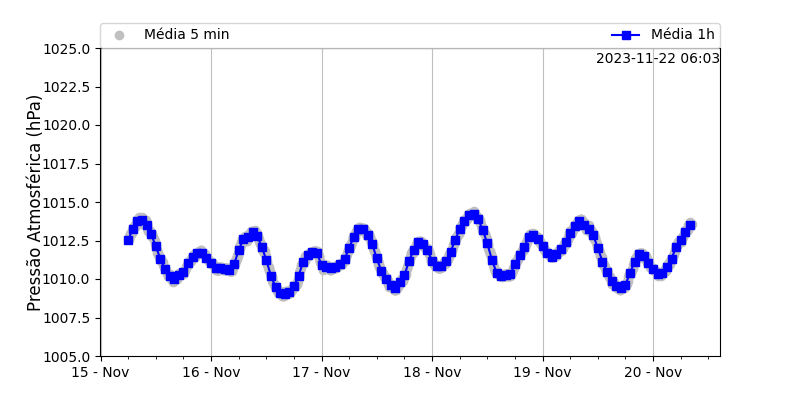 Média 5 min
Média 1h
2023-11-22 06:03
Pressão Atmosférica (hPa)
1025.0
1022.5
1020.0
1017.5
1015.0
1012.5
1010.0
1007.5
1005.0
15 - Nov
16 - Nov
17 - Nov
18 - Nov
19 - Nov
20 - Nov